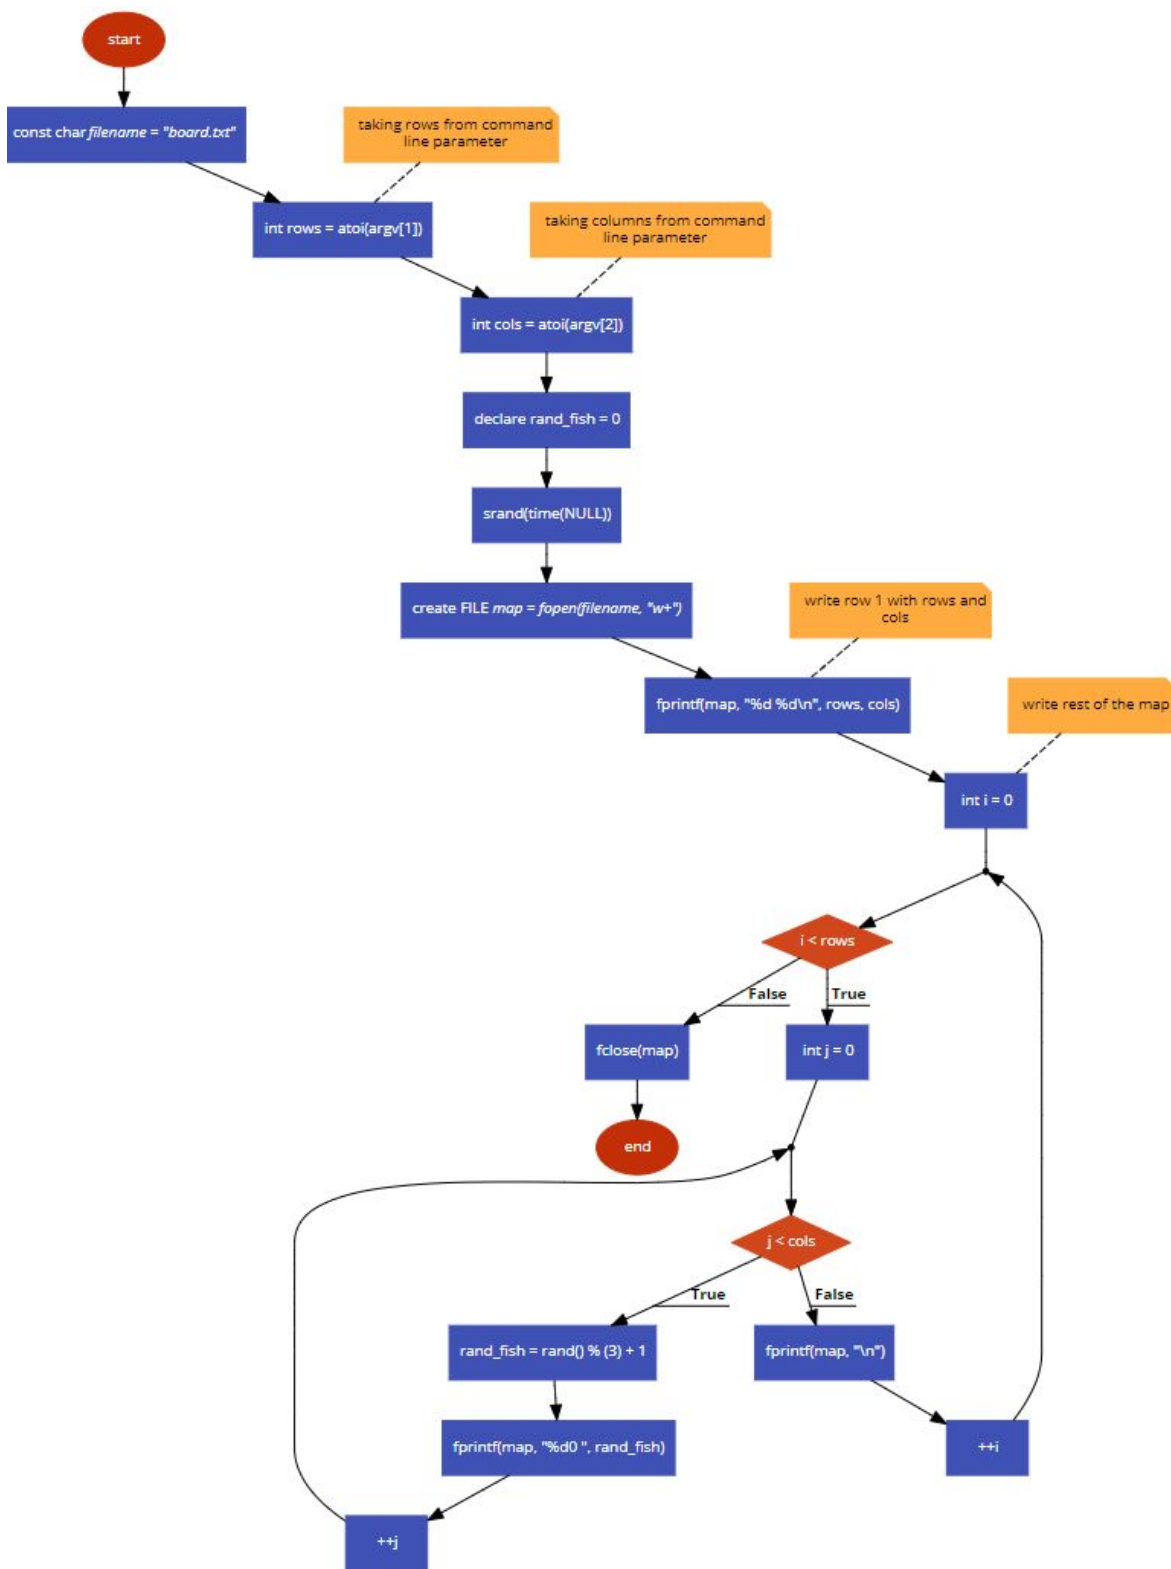 start
const char filename = "board.txt"
taking rows from command
line parameter
int rows = atoi(argv[1])
taking columns from command
line parameter
int cols = atoi(argv[2])
declare rand_fish = 0
srand(time(NULL))
create FILE map = fopen(filename, "w+")
write row 1 with rows and
cols
fprintf(map, "%d %d\n", rows, cols)
write rest of the map
int i = 0
i < rows
False
True
fclose(map)
int j = 0
end
j < cols
True
False
rand_fish = rand() % (3) + 1
fprintf(map, "\n")
fprintf(map, "%d0 ", rand_fish)
++i
++j